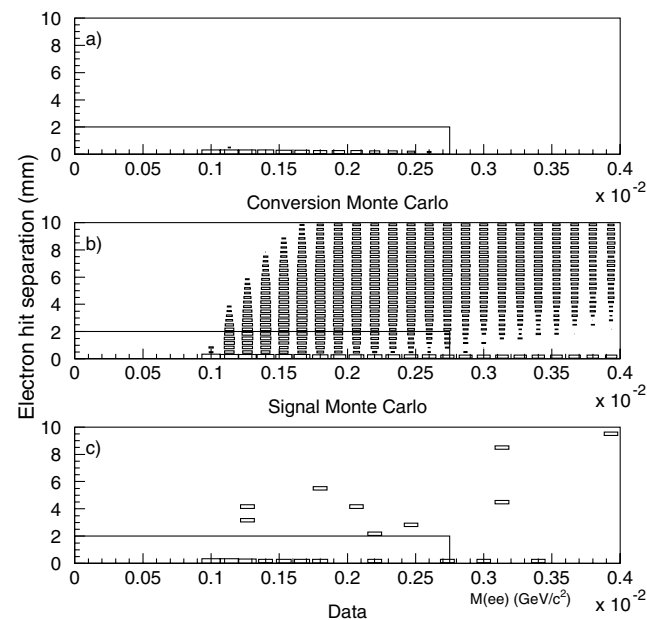 Electron hit separation (mm)
a)
10
8
6
4
2
0
0 0.05 0.1 0.15 0.2 0.25 0.3 0.35 0.4
x 10-2
Conversion Monte Carlo
b)
10
8
6
4
2
0
0 0.05 0.1 0.15 0.2 0.25 0.3 0.35 0.4
x 10-2
Signal Monte Carlo
c)
10
8
6
4
2
0
0 0.05 0.1 0.15 0.2 0.25 0.3 0.35 0.4
M(ee) (GeV/c2) x 10-2
Data